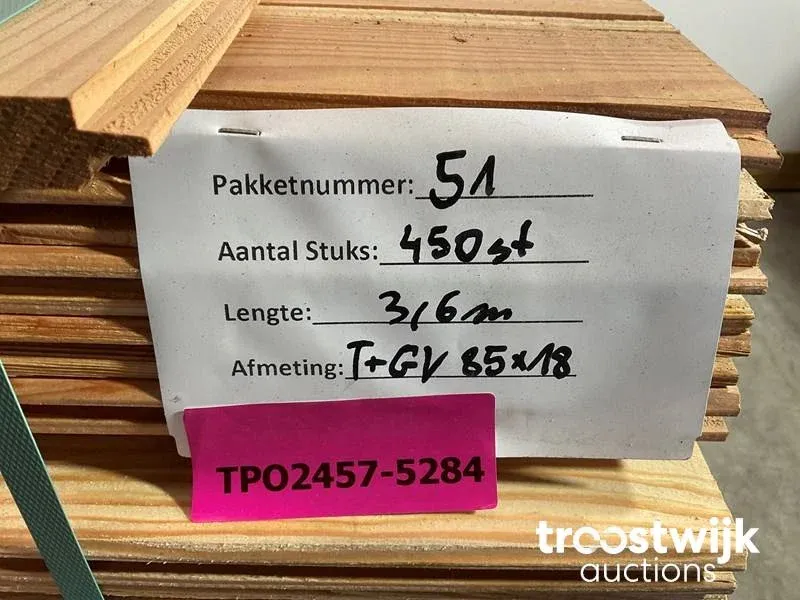 Pakketnummer: 51
Aantal Stuks: 450st
Lengte: 3,6m
Afmeting: T+GV 85x18
TPO2457-5284
troostwijk
auctions